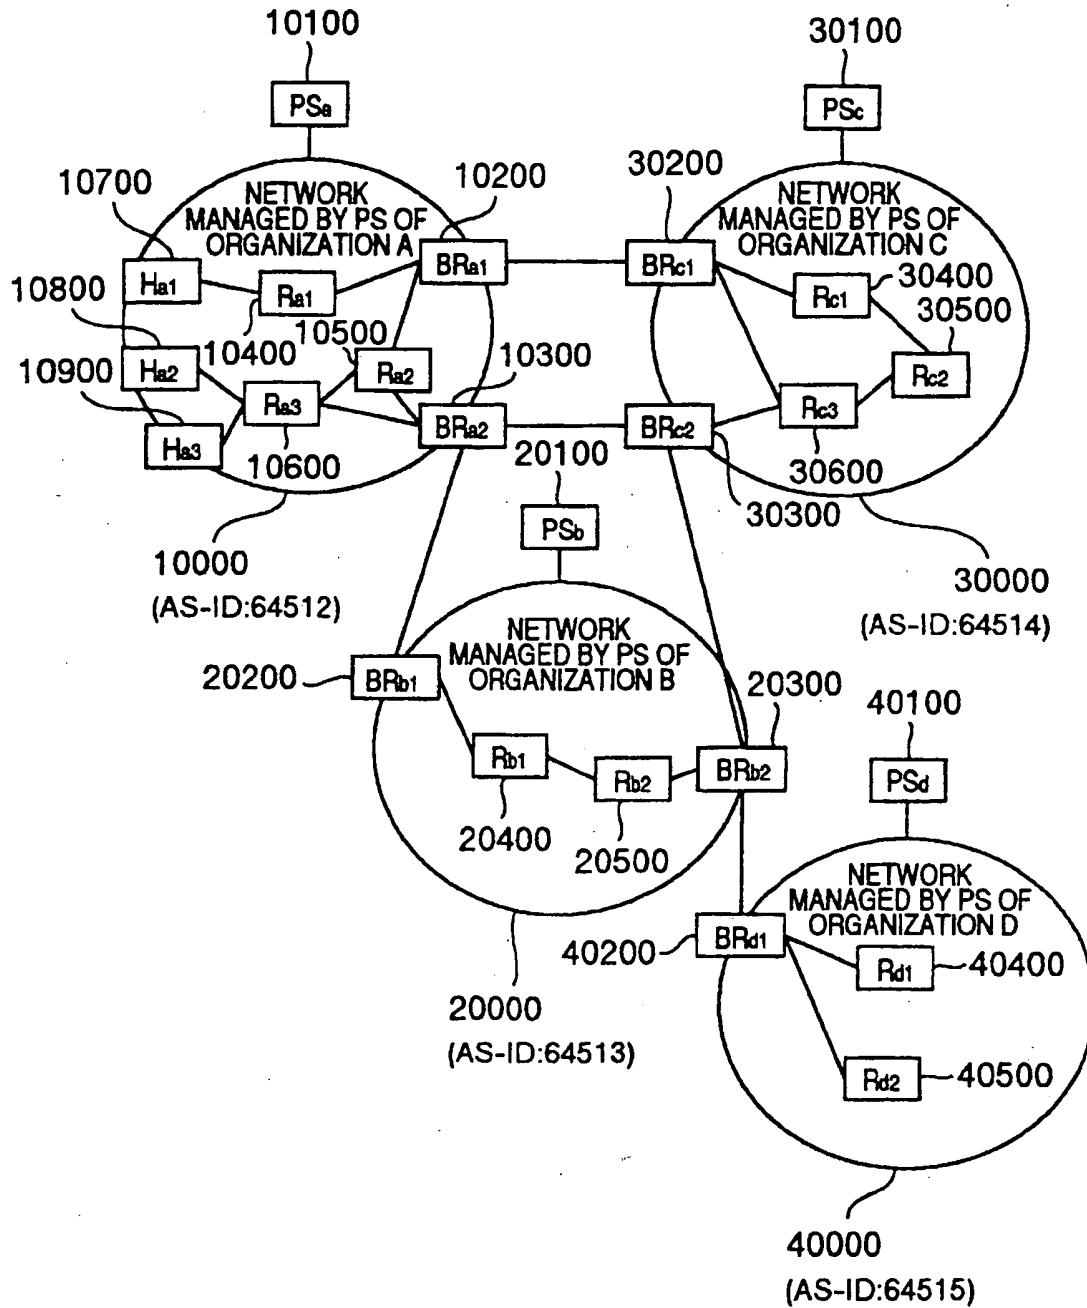 10100
30100
PSa
PSc
10700
10200
30200
NETWORK
MANAGED BY PS OF
ORGANIZATION A
NETWORK
MANAGED BY PS OF
ORGANIZATION C
BRa1
BRc1
Ha1
Ra1
10800
10400
10500
10300
Rc1
30400
30500
Ha2
10900
Ra2
Rc2
Ra3
BRa2
BRc2
Rc3
Ha3
10600
20100
30600
30300
PSb
10000
(AS-ID:64512)
30000
(AS-ID:64514)
NETWORK
MANAGED BY PS OF
ORGANIZATION B
20200
BRb1
20300
40100
Rb1
Rb2
BRb2
PSd
20400
20500
NETWORK
MANAGED BY PS OF
ORGANIZATION D
40200
BRd1
Rd1
40400
20000
(AS-ID:64513)
Rd2
40500
40000
(AS-ID:64515)